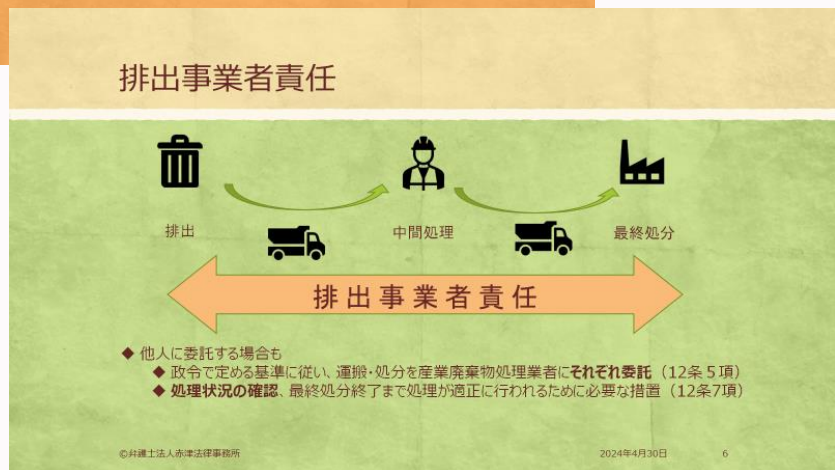 排出事業者責任
排出
中間処理
最終処分
排出事業者責任
◆ 他人に委託する場合も
◆ 政令で定める基準に従い、運搬・処分を産業廃棄物処理業者にそれぞれ委託（12条５項）
◆ 処理状況の確認、最終処分終了まで処理が適正に行われるために必要な措置（12条7項）
©弁護士法人赤津法律事務所
2024年4月30日
6